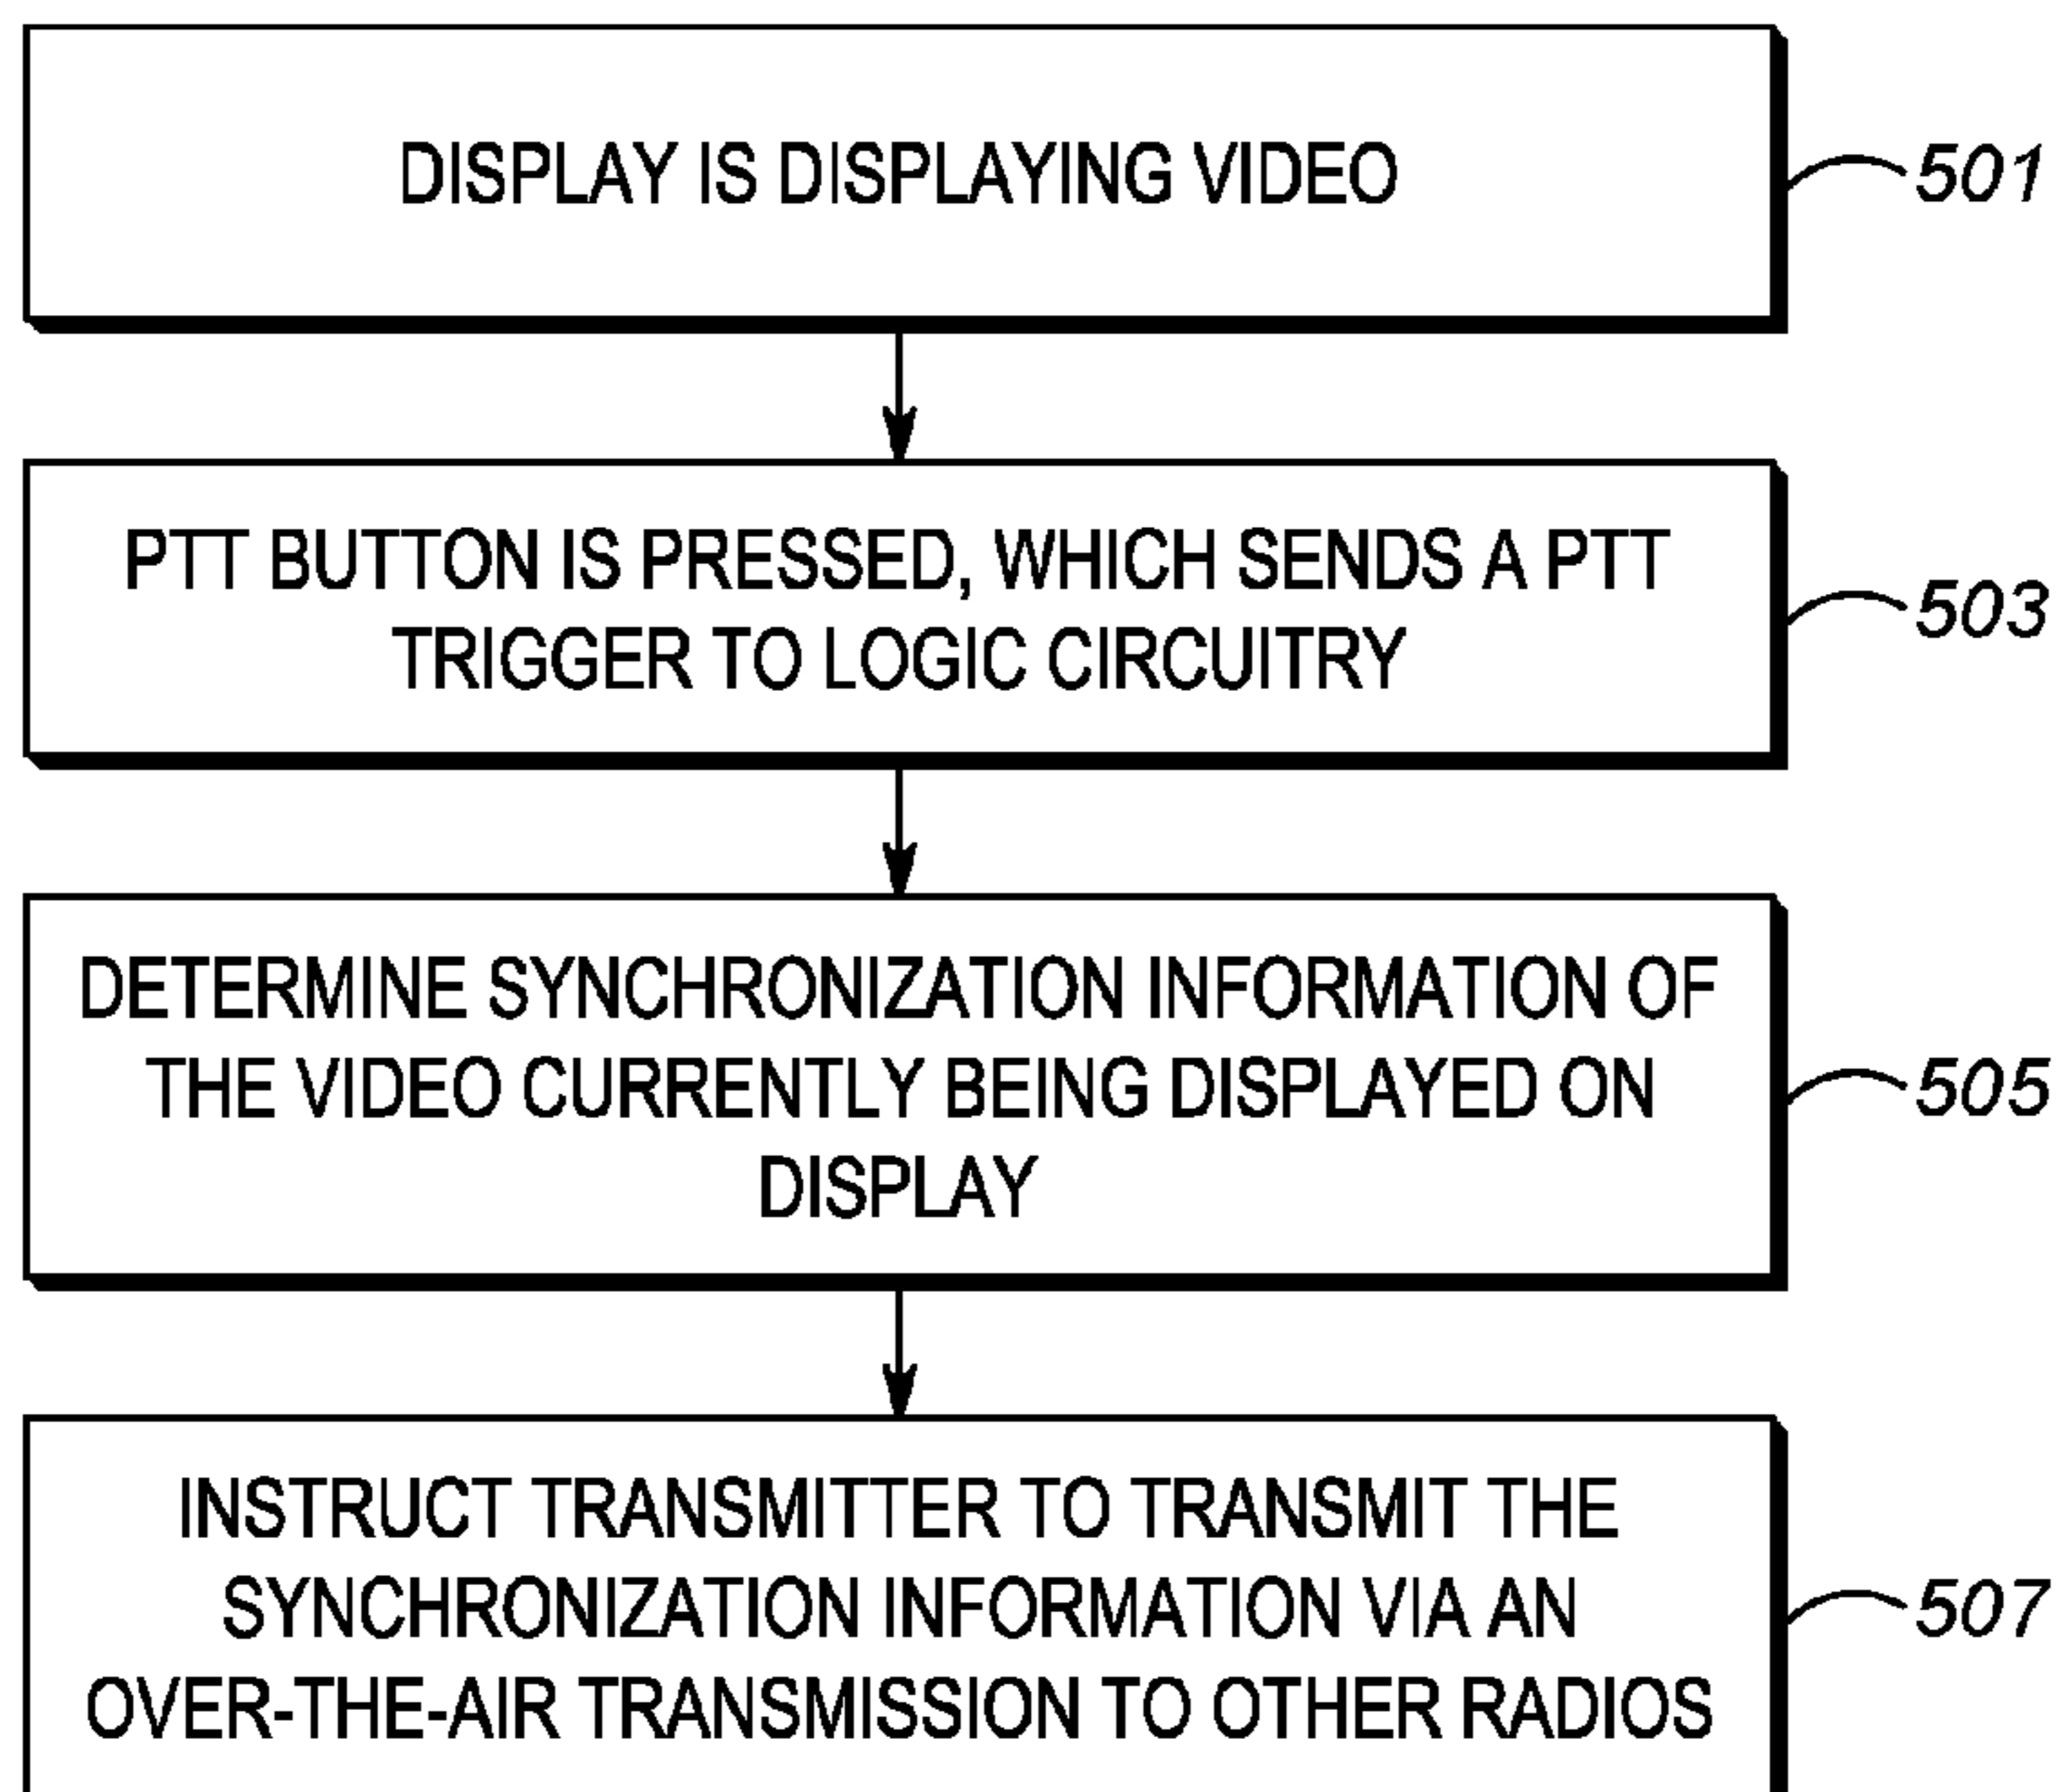 DISPLAY IS DISPLAYING VIDEO
501
PTT BUTTON IS PRESSED, WHICH SENDS A PTT
TRIGGER TO LOGIC CIRCUITRY
503
DETERMINE SYNCHRONIZATION INFORMATION OF
THE VIDEO CURRENTLY BEING DISPLAYED ON
DISPLAY
505
INSTRUCT TRANSMITTER TO TRANSMIT THE
SYNCHRONIZATION INFORMATION VIA AN
OVER-THE-AIR TRANSMISSION TO OTHER RADIOS
507